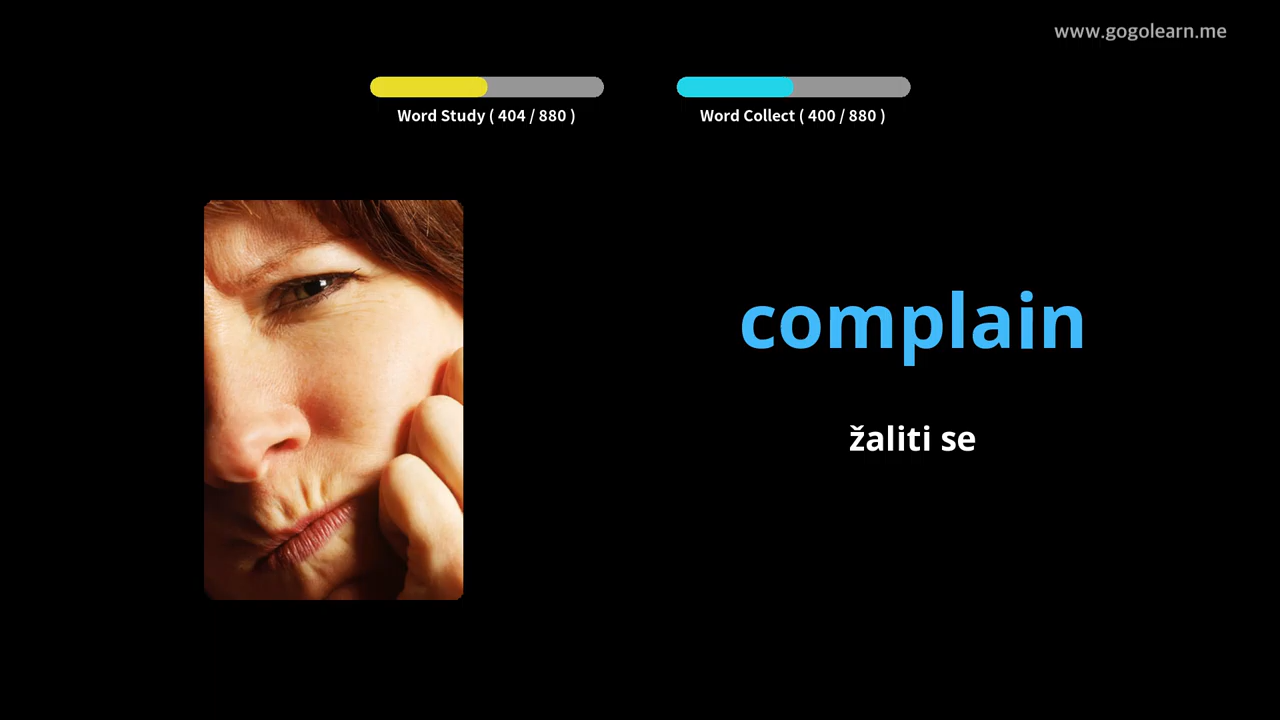 www.gogolearn.me
Word Study ( 404 / 880 )
Word Collect ( 400 / 880 )
complain
žaliti se